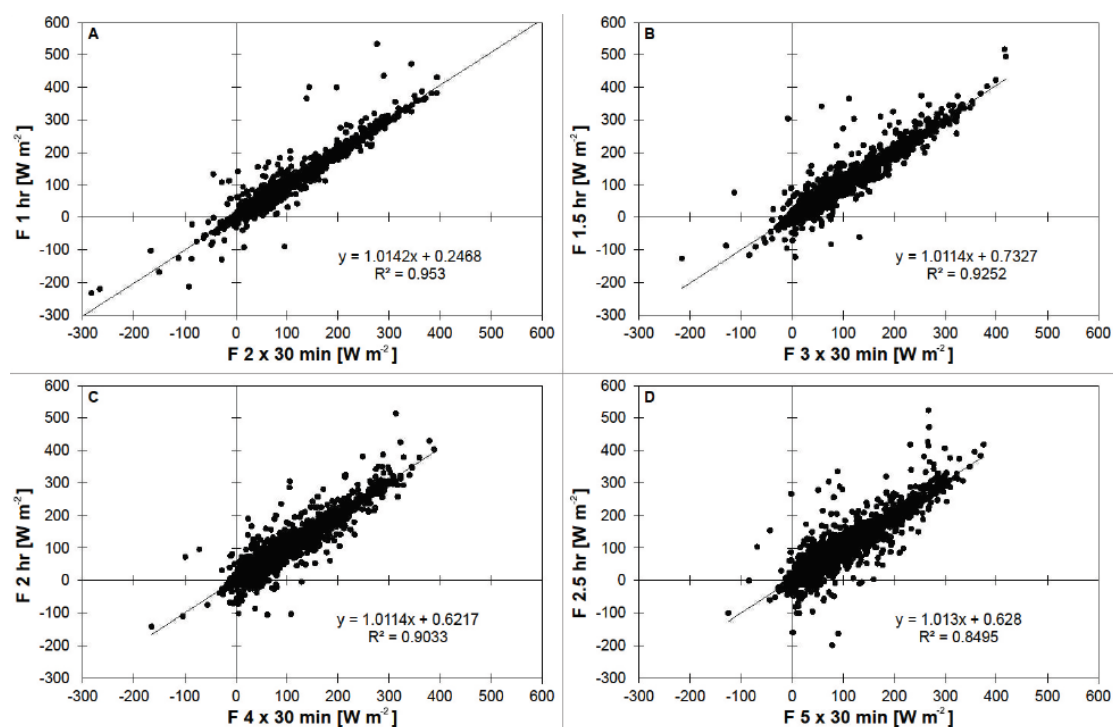 A
600
500
400
300
200
100
0
-100
-200
-300
F 1 hr [W m⁻²]
y = 1.0142x + 0.2468
R² = 0.953
-300 -200 -100 0 100 200 300 400 500 600
F 2 x 30 min [W m⁻²]
B
600
500
400
300
200
100
0
-100
-200
-300
F 1.5 hr [W m⁻²]
y = 1.0114x + 0.7327
R² = 0.9252
-300 -200 -100 0 100 200 300 400 500 600
F 3 x 30 min [W m⁻²]
C
600
500
400
300
200
100
0
-100
-200
-300
F 2 hr [W m⁻²]
y = 1.0114x + 0.6217
R² = 0.9033
-300 -200 -100 0 100 200 300 400 500 600
F 4 x 30 min [W m⁻²]
D
600
500
400
300
200
100
0
-100
-200
-300
F 2.5 hr [W m⁻²]
y = 1.013x + 0.628
R² = 0.8495
-300 -200 -100 0 100 200 300 400 500 600
F 5 x 30 min [W m⁻²]